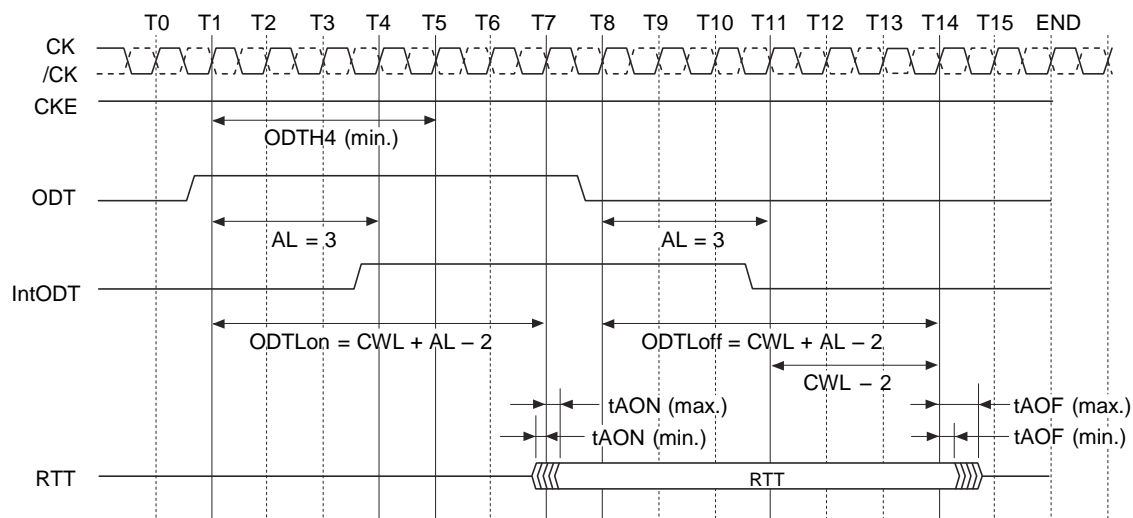 T0 T1 T2 T3 T4 T5 T6 T7 T8 T9 T10 T11 T12 T13 T14 T15 END
CK
/CK
CKE
ODTH4 (min.)
ODT
AL = 3 AL = 3
IntODT
ODTLon = CWL + AL – 2 ODTLoff = CWL + AL – 2
CWL – 2
tAON (max.) tAOF (max.)
tAON (min.) tAOF (min.)
RTT RTT